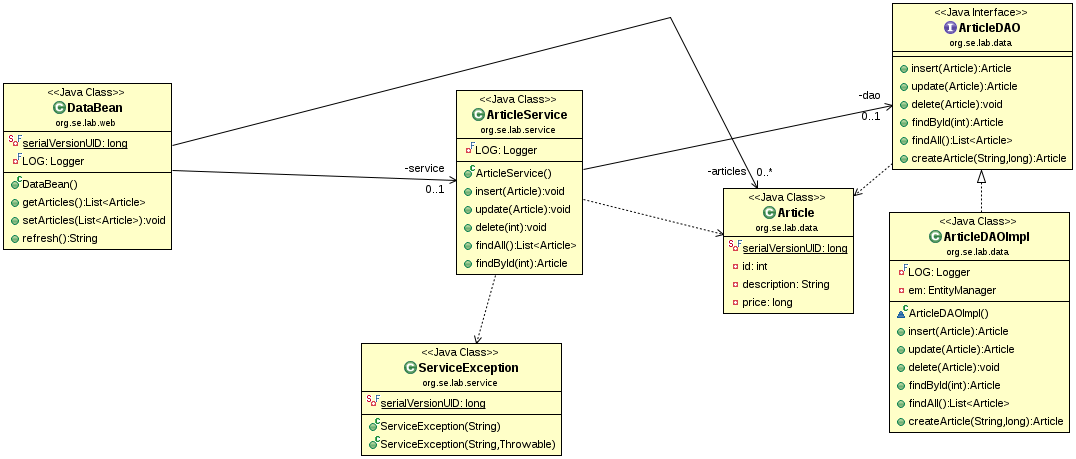 <<Java Class>>
DataBean
org.se.lab.web
serialVersionUID: long
LOG: Logger
DataBean()
getArticles():List<Article>
setArticles(List<Article>):void
refresh():String
-service
0..1
<<Java Class>>
ArticleService
org.se.lab.service
LOG: Logger
ArticleService()
insert(Article):void
update(Article):void
delete(int):void
findAll():List<Article>
findById(int):Article
-articles
0..*
-dao
0..1
<<Java Interface>>
ArticleDAO
org.se.lab.data
insert(Article):Article
update(Article):Article
delete(Article):void
findById(int):Article
findAll():List<Article>
createArticle(String,long):Article
<<Java Class>>
Article
org.se.lab.data
serialVersionUID: long
id: int
description: String
price: long
<<Java Class>>
ArticleDAOImpl
org.se.lab.data
LOG: Logger
em: EntityManager
ArticleDAOImpl()
insert(Article):Article
update(Article):Article
delete(Article):void
findById(int):Article
findAll():List<Article>
createArticle(String,long):Article
<<Java Class>>
ServiceException
org.se.lab.service
serialVersionUID: long
ServiceException(String)
ServiceException(String,Throwable)